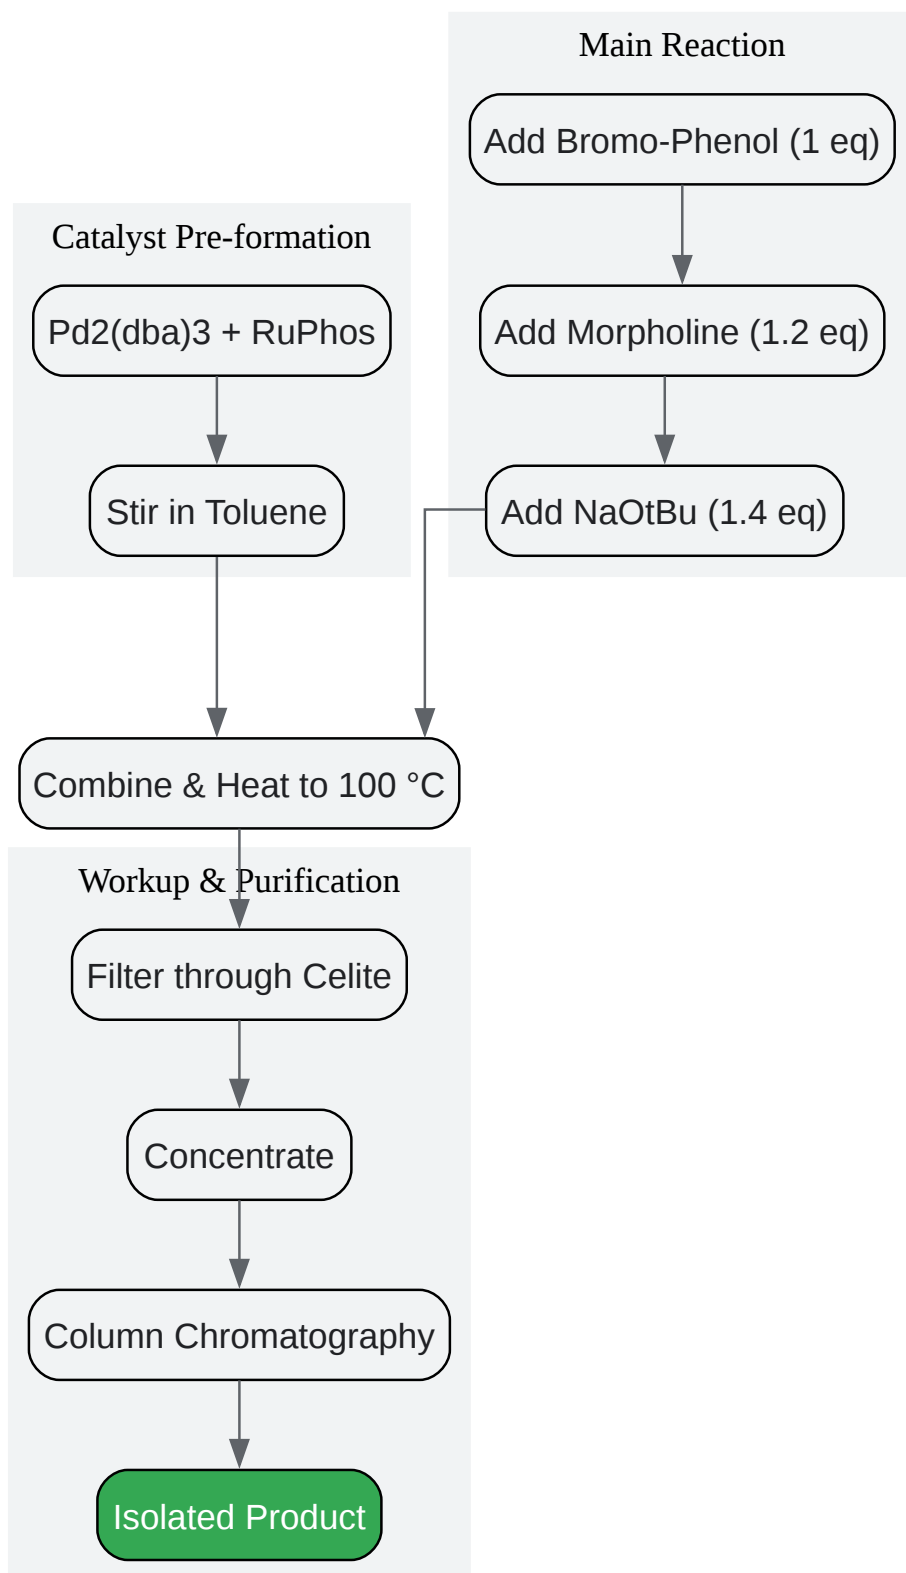 Main Reaction
Add Bromo-Phenol (1 eq)
Catalyst Pre-formation
Pd2(dba)3 + RuPhos
Add Morpholine (1.2 eq)
Stir in Toluene
Add NaOtBu (1.4 eq)
Combine & Heat to 100 °C
Workup & Purification
Filter through Celite
Concentrate
Column Chromatography
Isolated Product